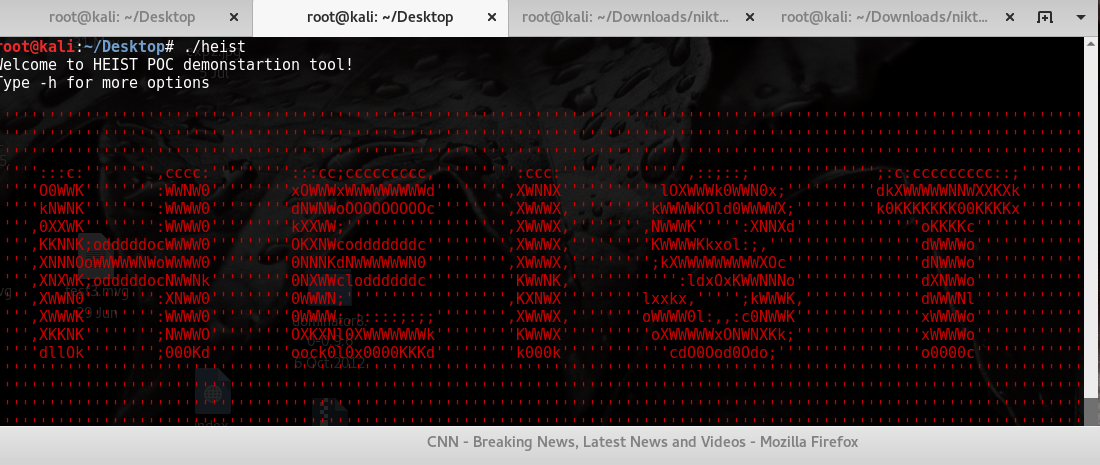 root@kali: ~/Desktop
root@kali: ~/Desktop
root@kali: ~/Downloads/nikt...
root@kali: ~/Downloads/nikt...
root@kali:~/Desktop# ./heist
Welcome to HEIST POC demonstartion tool!
Type -h for more options
HEIST
CNN - Breaking News, Latest News and Videos - Mozilla Firefox